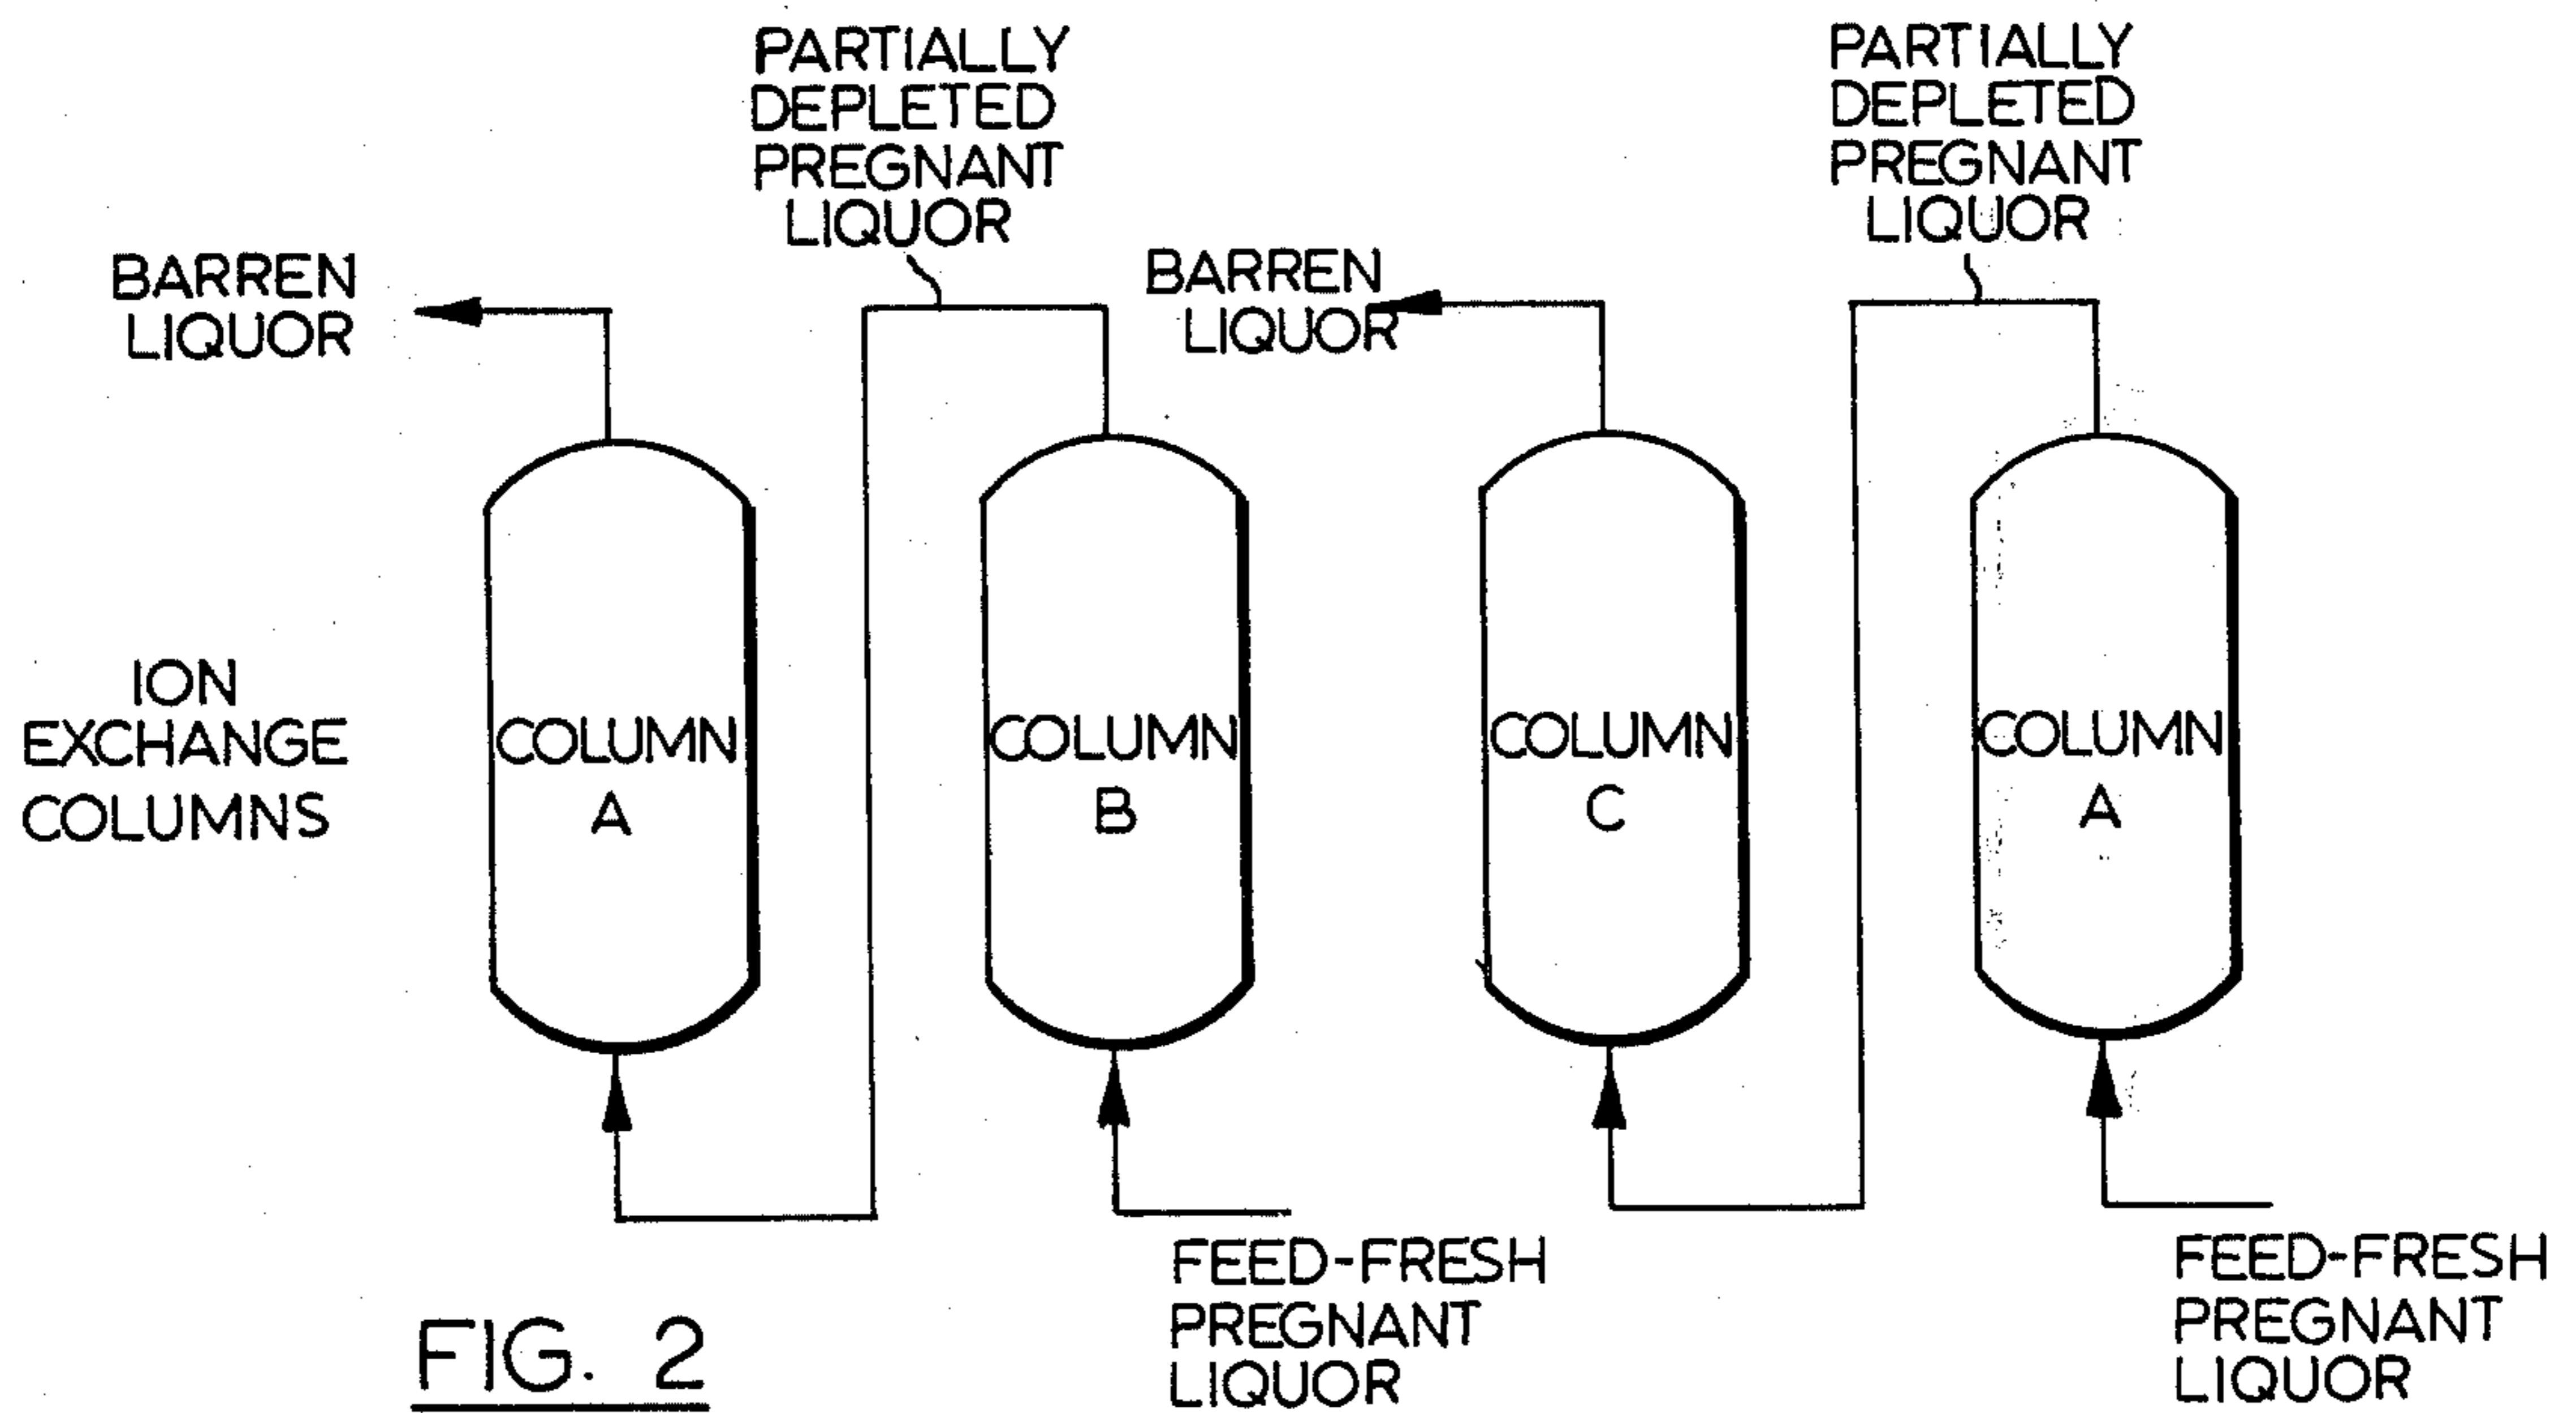 PARTIALLY
DEPLETED
PREGNANT
LIQUOR
PARTIALLY
DEPLETED
PREGNANT
LIQUOR
BARREN
LIQUOR
BARREN
LIQUOR
ION
EXCHANGE
COLUMNS
COLUMN
A
COLUMN
B
COLUMN
C
COLUMN
A
FEED-FRESH
PREGNANT
LIQUOR
FEED-FRESH
PREGNANT
LIQUOR
FIG. 2